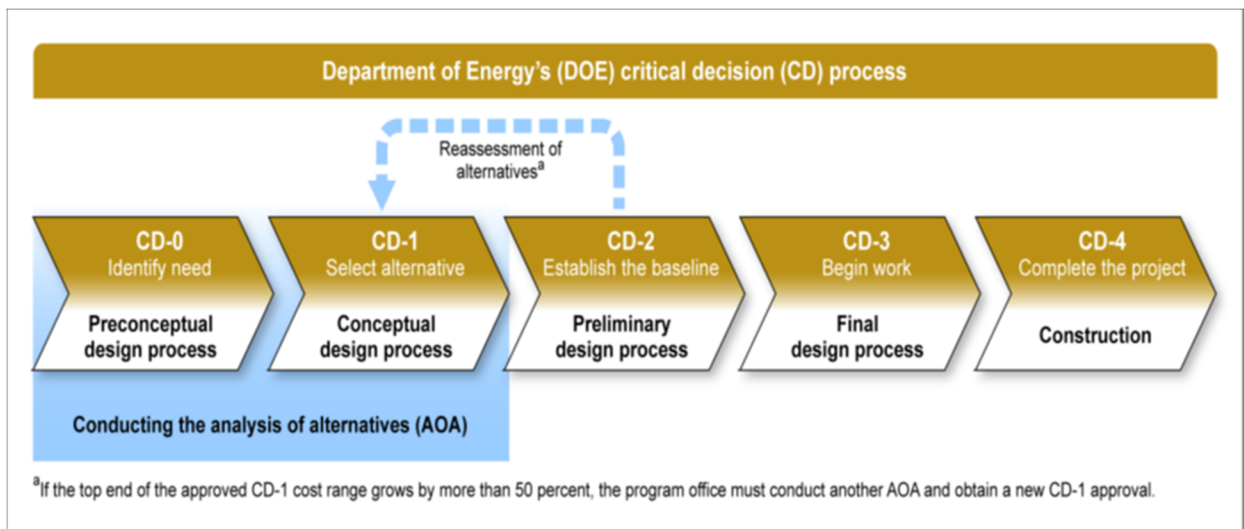 Department of Energy's (DOE) critical decision (CD) process
Reassessment of
alternativesᵃ
CD-0
Identify need
Preconceptual
design process
CD-1
Select alternative
Conceptual
design process
CD-2
Establish the baseline
Preliminary
design process
CD-3
Begin work
Final
design process
CD-4
Complete the project
Construction
Conducting the analysis of alternatives (AOA)
ᵃIf the top end of the approved CD-1 cost range grows by more than 50 percent, the program office must conduct another AOA and obtain a new CD-1 approval.